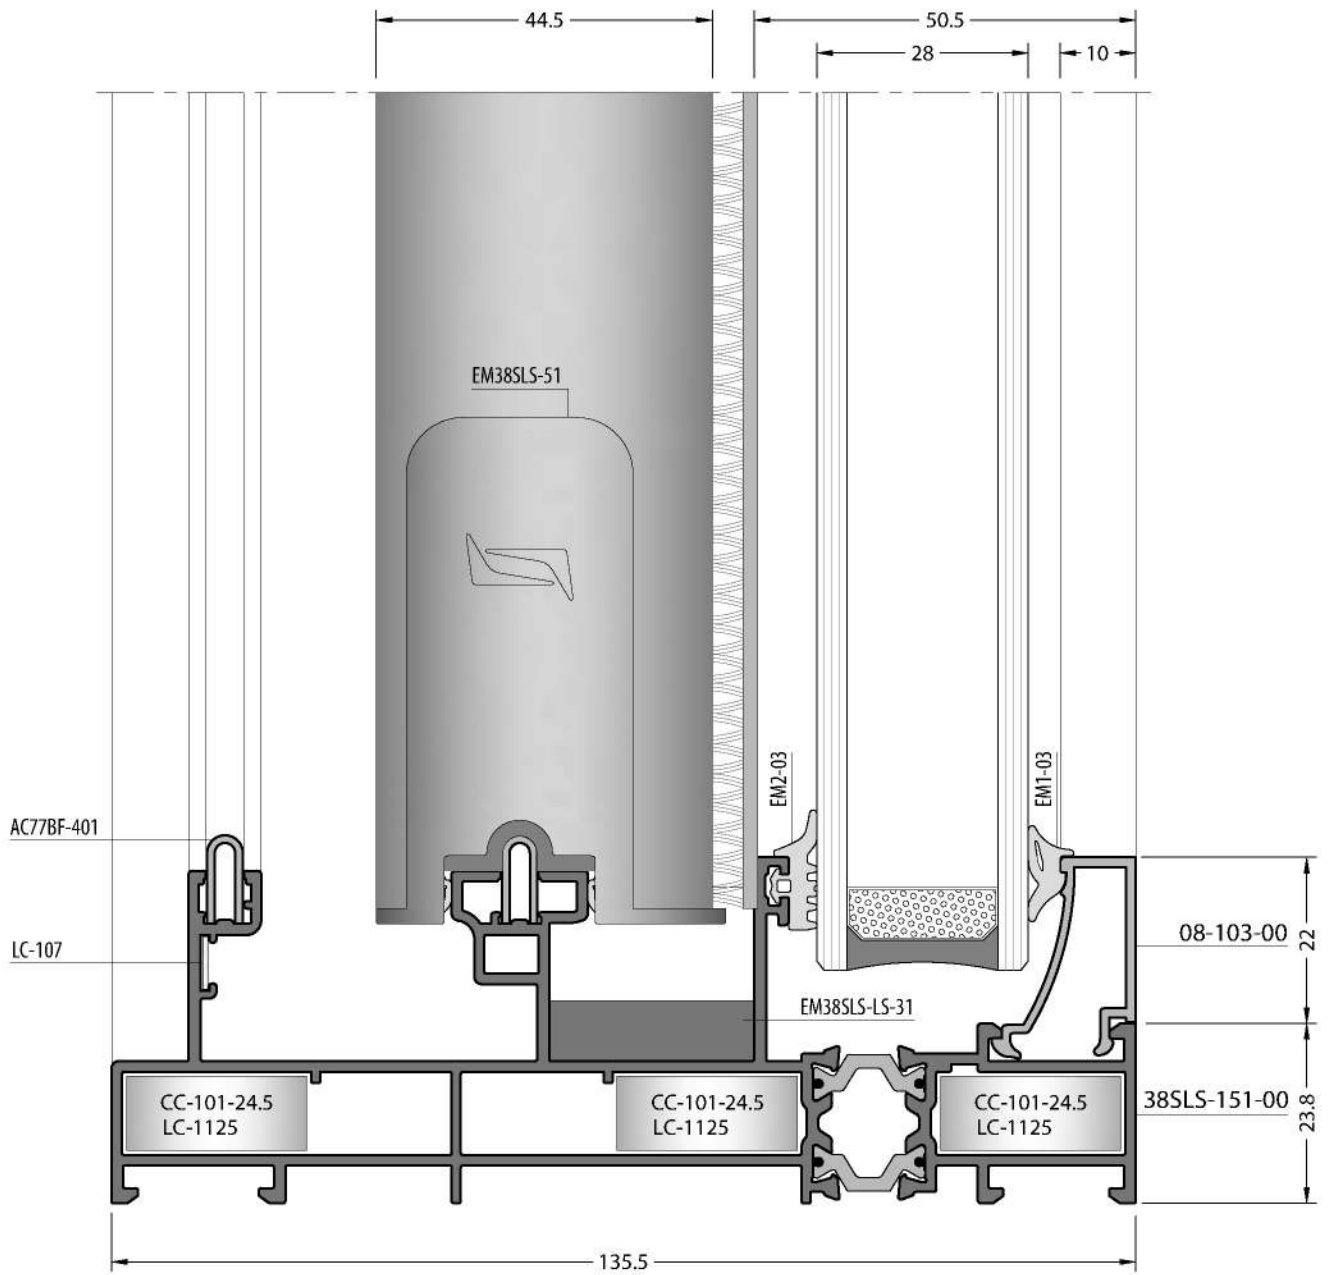 44.5
50.5
28
10
EM38SLS-51
EM2-03
EM1-03
AC77BF-401
LC-107
08-103-00
22
EM38SLS-LS-31
CC-101-24.5
LC-1125
CC-101-24.5
LC-1125
CC-101-24.5
LC-1125
38SLS-151-00
23.8
135.5